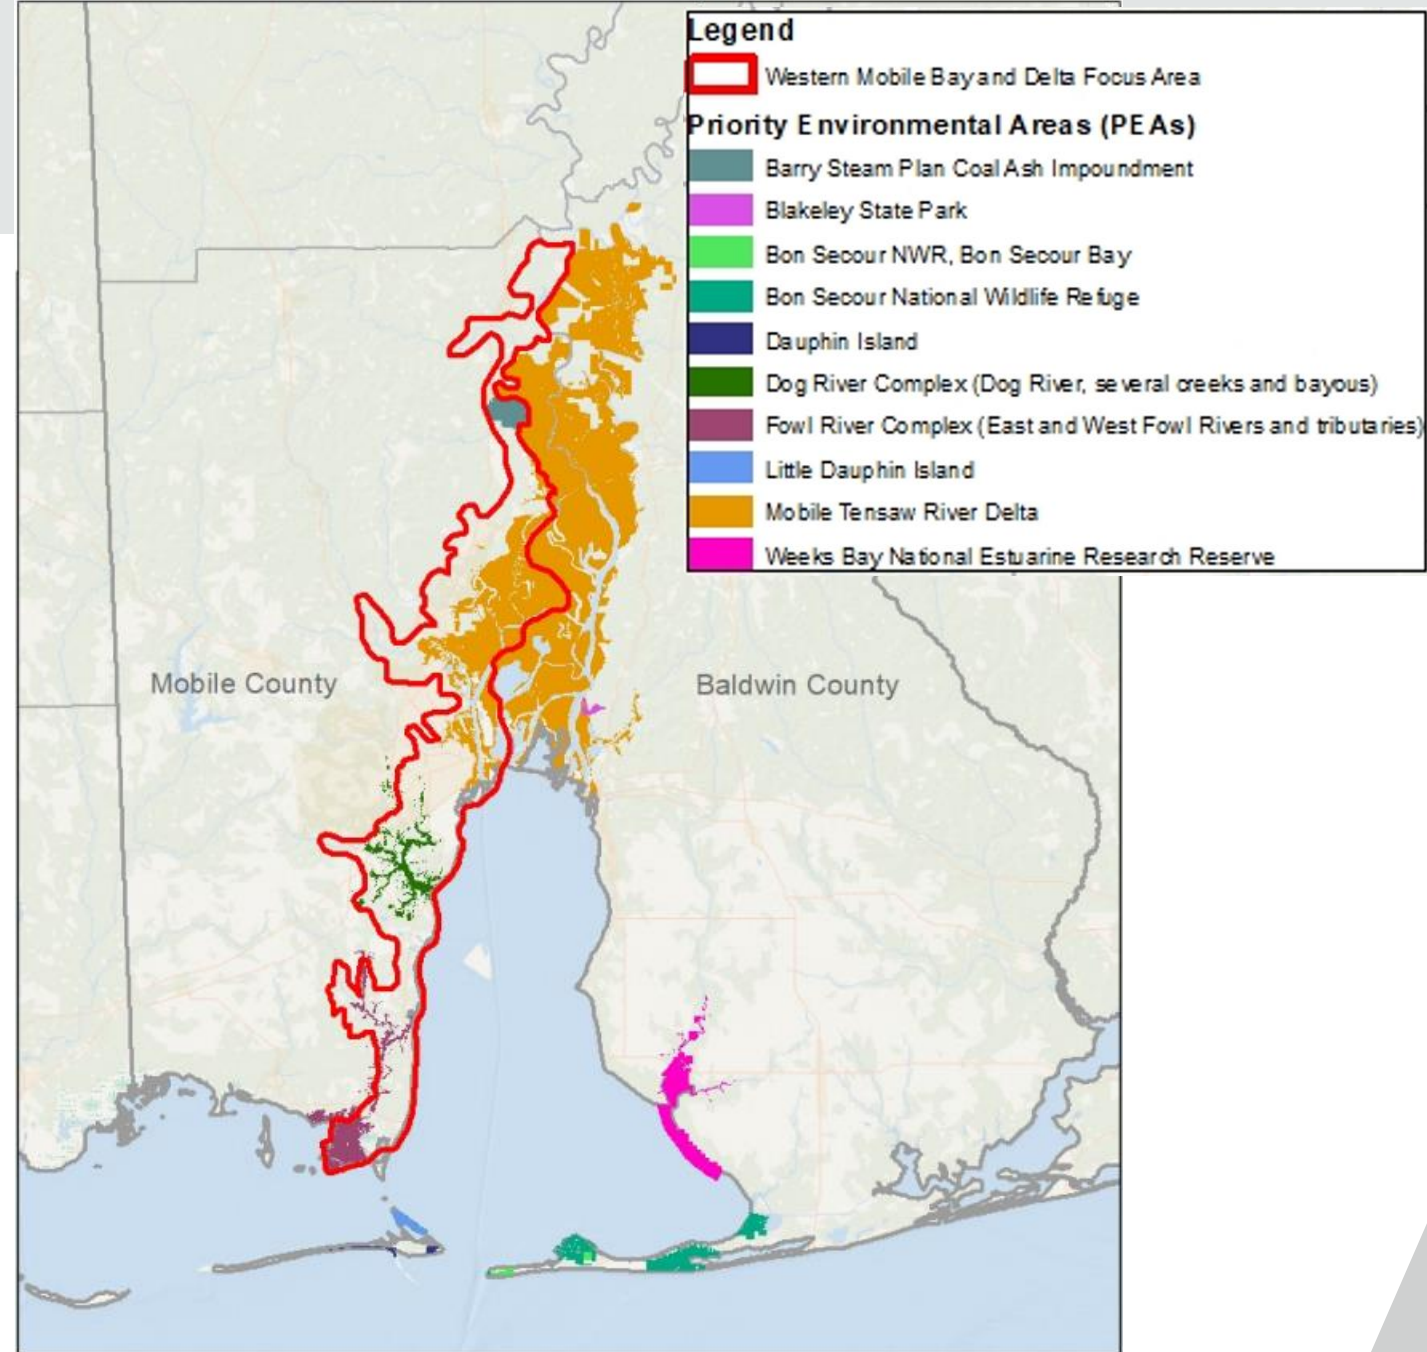 Legend
Western Mobile Bay and Delta Focus Area
Priority Environmental Areas (PEAs)
Barry Steam Plan Coal Ash Impoundment
Blakeley State Park
Bon Secour NWR, Bon Secour Bay
Bon Secour National Wildlife Refuge
Dauphin Island
Dog River Complex (Dog River, several creeks and bayous)
Fowl River Complex (East and West Fowl Rivers and tributaries)
Little Dauphin Island
Mobile Tensaw River Delta
Weeks Bay National Estuarine Research Reserve
Mobile County
Baldwin County